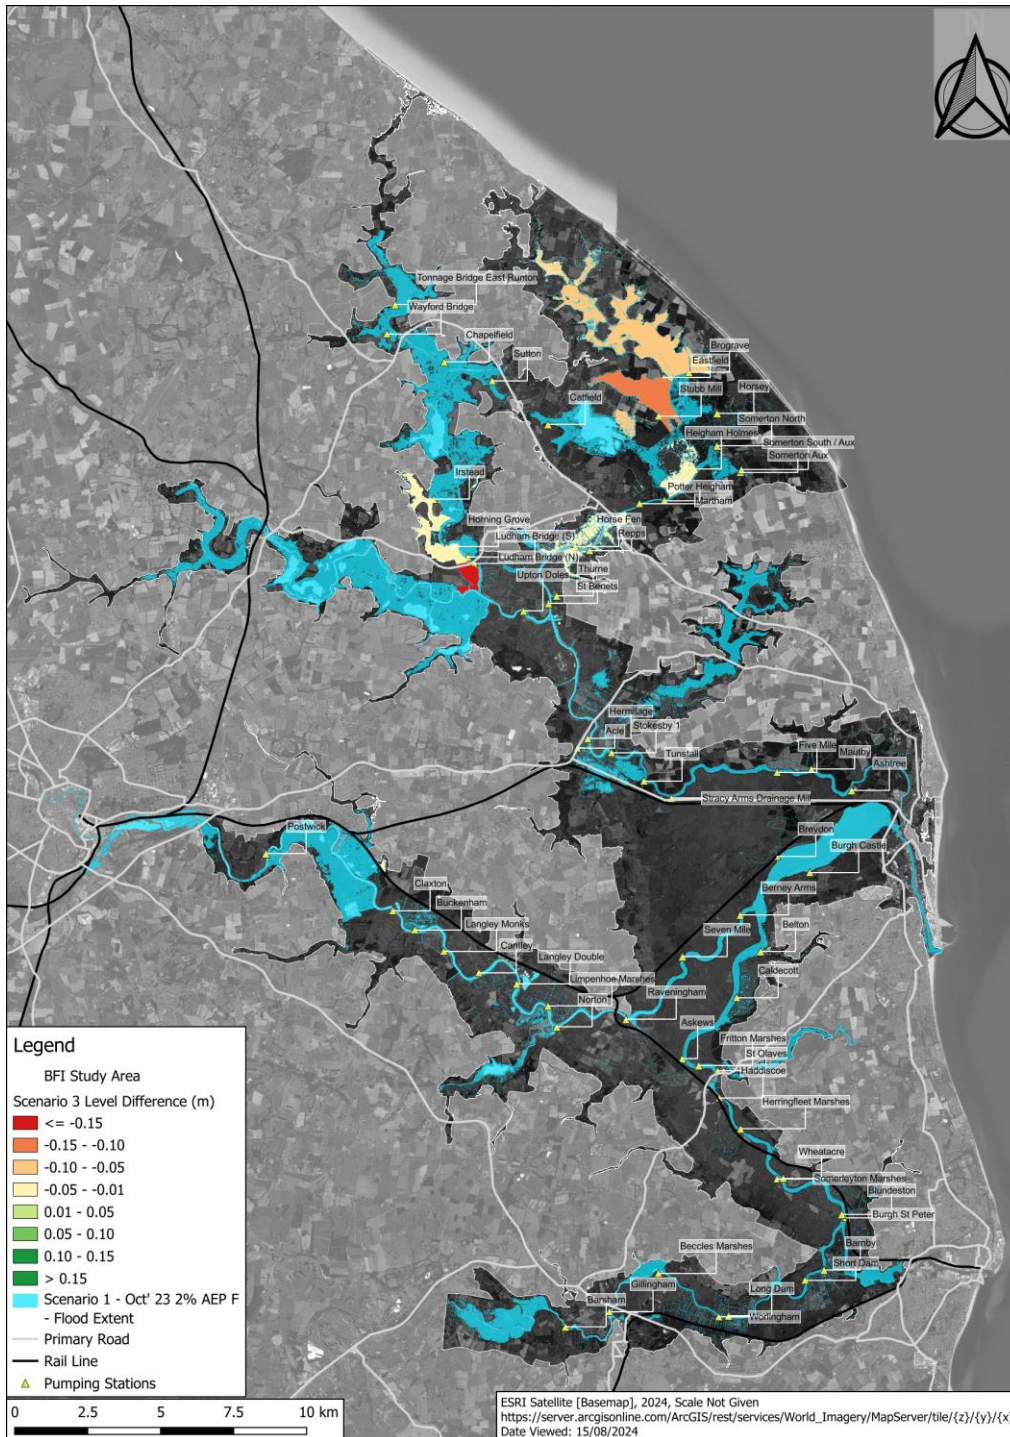 N
Tonnage Bridge East Runton
Wayford Bridge
Chapelfield
Sutton
Catfield
Brograve
Eastfield
Stubb Mill
Horsey
Somerton North
Heigham Holmes
Somerton South / Aux
Somerton Aux
Potter Heigham
Martham
Irstead
Horning Grove
Horse Fen
Ludham Bridge (S)
Repps
Ludham Bridge (N)
Thurne
Upton Doles
St Benets
Hermitage
Stokesby 1
Acle
Tunstall
Five Mile
Mautby
Ashtree
Stracy Arms Drainage Mill
Postwick
Breydon
Burgh Castle
Claxton
Berney Arms
Buckenham
Langley Monks
Belton
Seven Mile
Cantley
Langley Double
Caldecott
Limpenhoe Marshes
Raveningham
Norton
Askews
Fritton Marshes
St Olaves
Haddiscoe
Herringfleet Marshes
Wheatacre
Somerleyton Marshes
Blundeston
Burgh St Peter
Barnby
Beccles Marshes
Short Dam
Gillingham
Long Dam
Barsham
Worlingham
Legend
BFI Study Area
Scenario 3 Level Difference (m)
<= -0.15
-0.15 - -0.10
-0.10 - -0.05
-0.05 - -0.01
0.01 - 0.05
0.05 - 0.10
0.10 - 0.15
> 0.15
Scenario 1 - Oct' 23 2% AEP F
- Flood Extent
Primary Road
Rail Line
Pumping Stations
0 2.5 5 7.5 10 km
ESRI Satellite [Basemap], 2024, Scale Not Given
https://server.arcgisonline.com/ArcGIS/rest/services/World_Imagery/MapServer/tile/{z}/{y}/{x}
Date Viewed: 15/08/2024